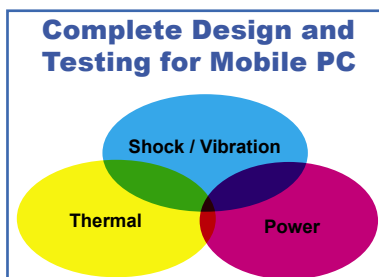 Complete Design and
Testing for Mobile PC
Shock / Vibration
Thermal
Power